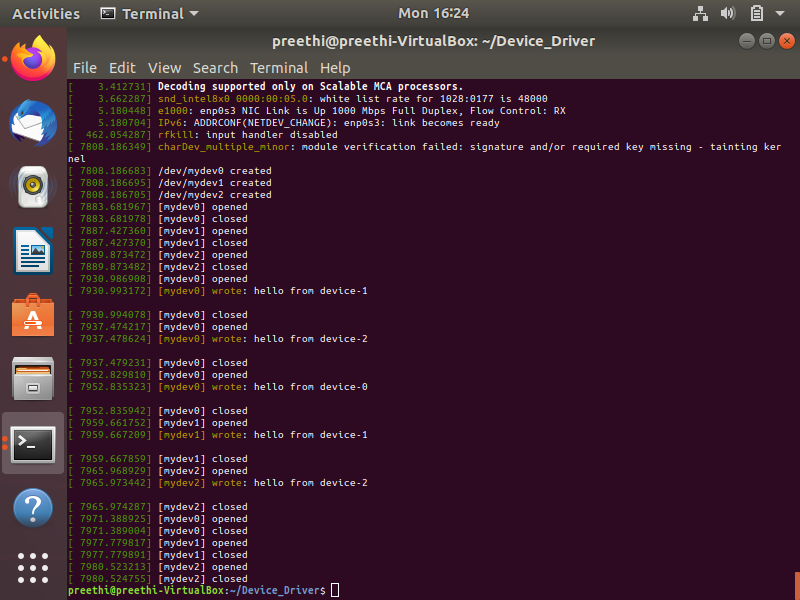 Activities Terminal Mon 16:24
preethi@preethi-VirtualBox: ~/Device_Driver
File Edit View Search Terminal Help
[    3.412731] Decoding supported only on Scalable MCA processors.
[    3.662287] snd_intel8x0 0000:00:05.0: white list rate for 1028:0177 is 48000
[    5.180448] e1000: enp0s3 NIC Link is Up 1000 Mbps Full Duplex, Flow Control: RX
[    5.180704] IPv6: ADDRCONF(NETDEV_CHANGE): enp0s3: link becomes ready
[  462.054287] rfkill: input handler disabled
[ 7808.186349] charDev_multiple_minor: module verification failed: signature and/or required key missing - tainting ker
nel
[ 7808.186683] /dev/mydev0 created
[ 7808.186695] /dev/mydev1 created
[ 7808.186705] /dev/mydev2 created
[ 7883.681967] [mydev0] opened
[ 7883.681978] [mydev0] closed
[ 7887.427360] [mydev1] opened
[ 7887.427370] [mydev1] closed
[ 7889.873472] [mydev2] opened
[ 7889.873482] [mydev2] closed
[ 7930.986908] [mydev0] opened
[ 7930.993172] [mydev0] wrote: hello from device-1
[ 7930.994078] [mydev0] closed
[ 7937.474217] [mydev0] opened
[ 7937.478624] [mydev0] wrote: hello from device-2
[ 7937.479231] [mydev0] closed
[ 7952.829810] [mydev0] opened
[ 7952.835323] [mydev0] wrote: hello from device-0
[ 7952.835942] [mydev0] closed
[ 7959.661752] [mydev1] opened
[ 7959.667209] [mydev1] wrote: hello from device-1
[ 7959.667859] [mydev1] closed
[ 7965.968929] [mydev2] opened
[ 7965.973442] [mydev2] wrote: hello from device-2
[ 7965.974287] [mydev2] closed
[ 7971.388925] [mydev0] opened
[ 7971.389004] [mydev0] closed
[ 7977.779817] [mydev1] opened
[ 7977.779891] [mydev1] closed
[ 7980.523213] [mydev2] opened
[ 7980.524755] [mydev2] closed
preethi@preethi-VirtualBox:~/Device_Driver$